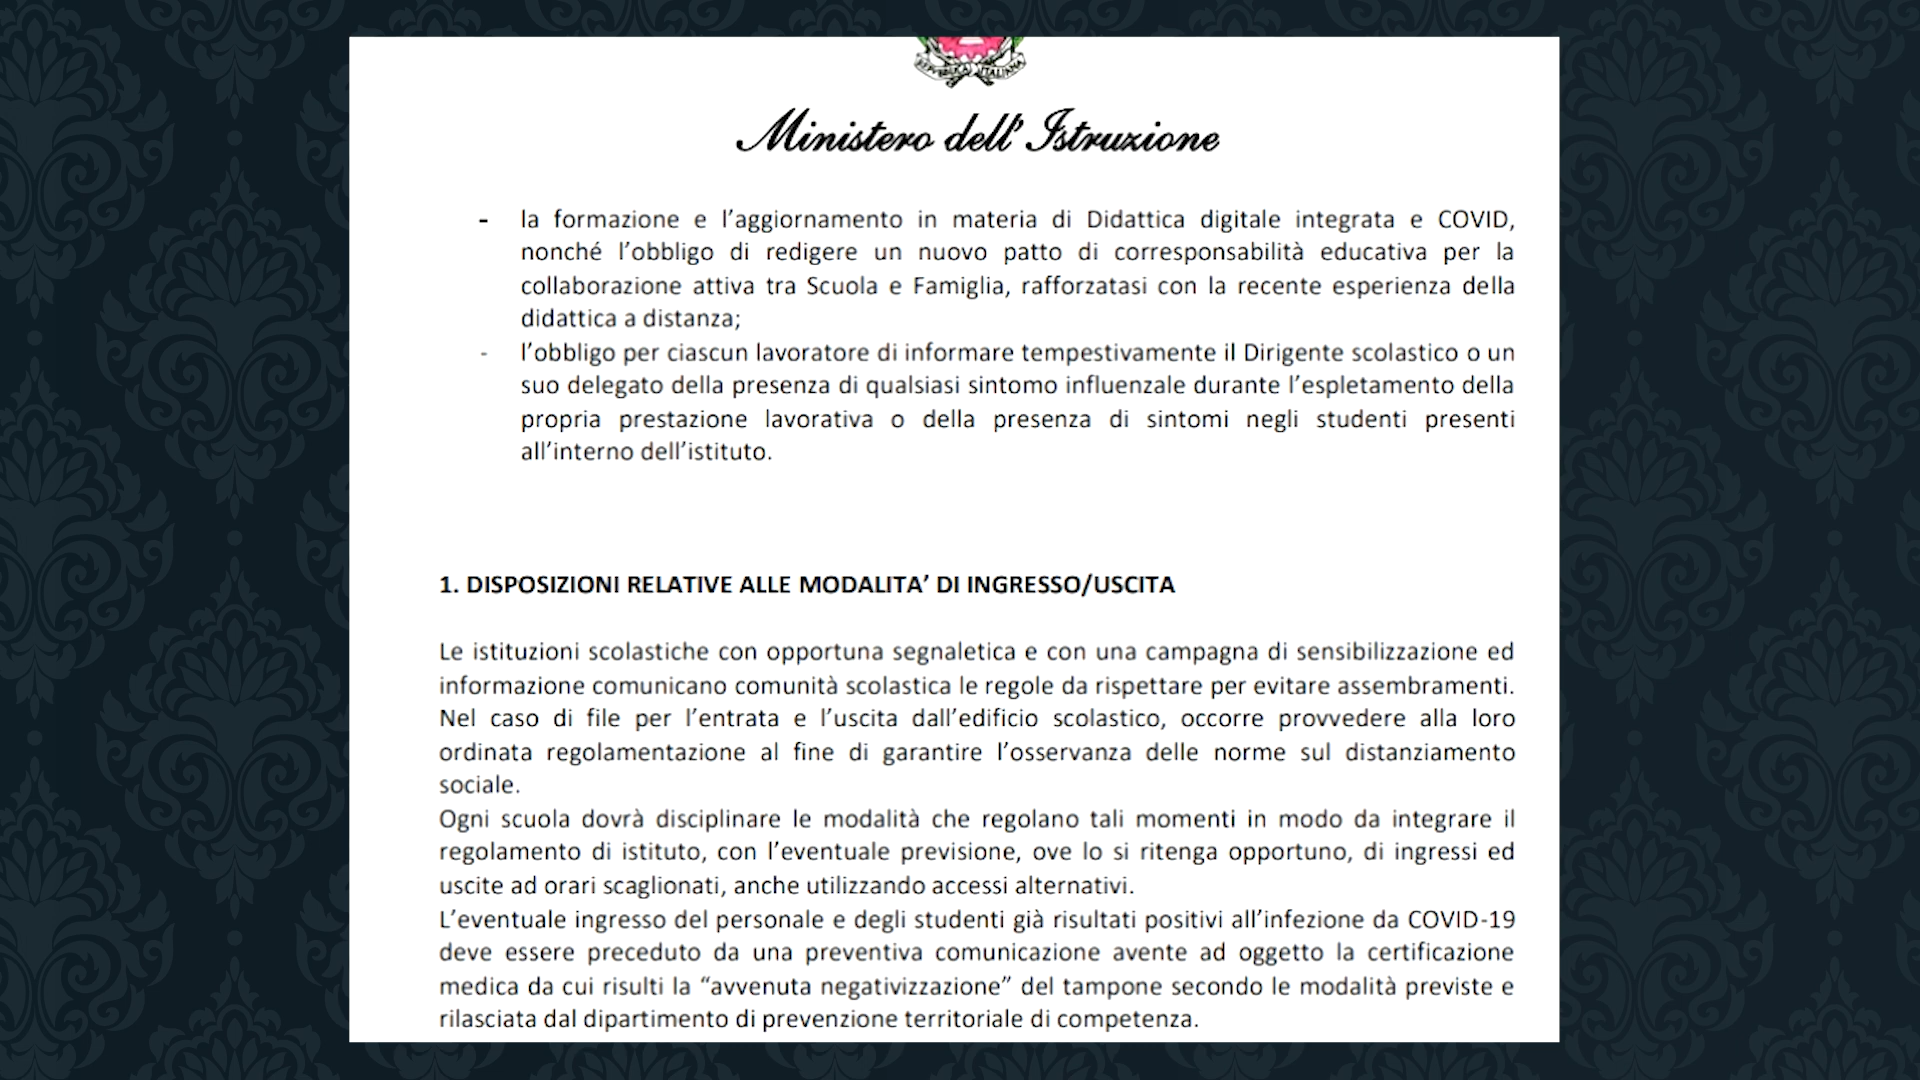 REPVBBLICA ITALIANA
Ministero dell'Istruzione
- la formazione e l'aggiornamento in materia di Didattica digitale integrata e COVID,
nonché l'obbligo di redigere un nuovo patto di corresponsabilità educativa per la
collaborazione attiva tra Scuola e Famiglia, rafforzatasi con la recente esperienza della
didattica a distanza;
- l'obbligo per ciascun lavoratore di informare tempestivamente il Dirigente scolastico o un
suo delegato della presenza di qualsiasi sintomo influenzale durante l'espletamento della
propria prestazione lavorativa o della presenza di sintomi negli studenti presenti
all'interno dell'istituto.
1. DISPOSIZIONI RELATIVE ALLE MODALITA' DI INGRESSO/USCITA
Le istituzioni scolastiche con opportuna segnaletica e con una campagna di sensibilizzazione ed
informazione comunicano comunità scolastica le regole da rispettare per evitare assembramenti.
Nel caso di file per l'entrata e l'uscita dall'edificio scolastico, occorre provvedere alla loro
ordinata regolamentazione al fine di garantire l'osservanza delle norme sul distanziamento
sociale.
Ogni scuola dovrà disciplinare le modalità che regolano tali momenti in modo da integrare il
regolamento di istituto, con l'eventuale previsione, ove lo si ritenga opportuno, di ingressi ed
uscite ad orari scaglionati, anche utilizzando accessi alternativi.
L'eventuale ingresso del personale e degli studenti già risultati positivi all'infezione da COVID-19
deve essere preceduto da una preventiva comunicazione avente ad oggetto la certificazione
medica da cui risulti la “avvenuta negativizzazione” del tampone secondo le modalità previste e
rilasciata dal dipartimento di prevenzione territoriale di competenza.